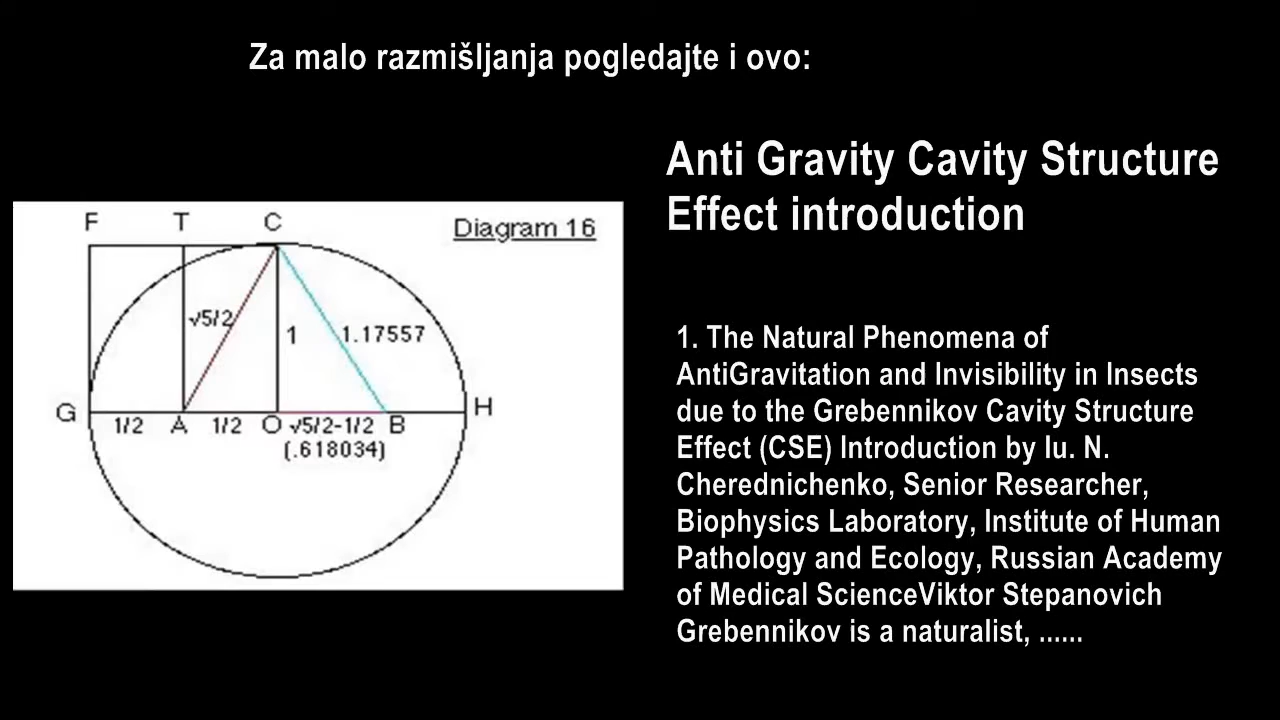 Za malo razmišljanja pogledajte i ovo:
Anti Gravity Cavity Structure
Effect introduction
F T C
Diagram 16
√5/2
1
1.17557
G
1/2 A 1/2 O √5/2-1/2 B
H
(.618034)
1. The Natural Phenomena of
AntiGravitation and Invisibility in Insects
due to the Grebennikov Cavity Structure
Effect (CSE) Introduction by Iu. N.
Cherednichenko, Senior Researcher,
Biophysics Laboratory, Institute of Human
Pathology and Ecology, Russian Academy
of Medical ScienceViktor Stepanovich
Grebennikov is a naturalist, ......